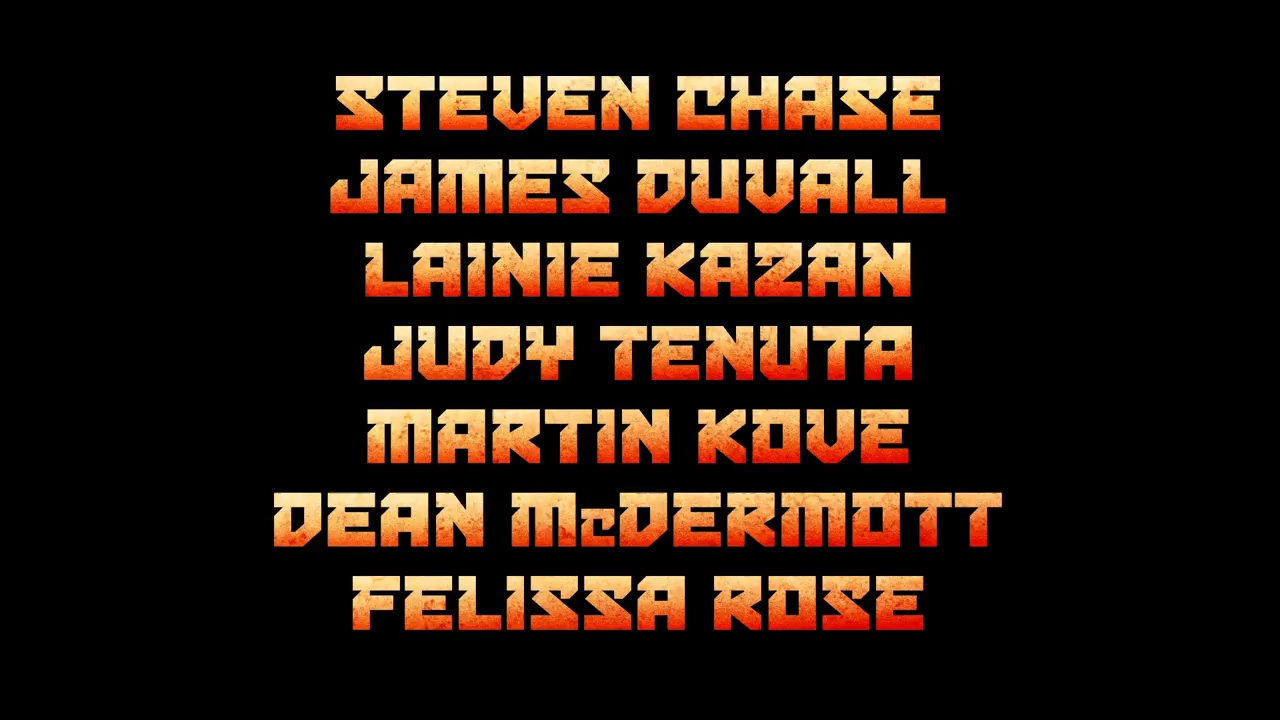 STEVEN CHASE
JAMES DUVALL
LAINIE KAZAN
JUDY TENUTA
MARTIN KOVE
DEAN McDERMOTT
FELISSA ROSE